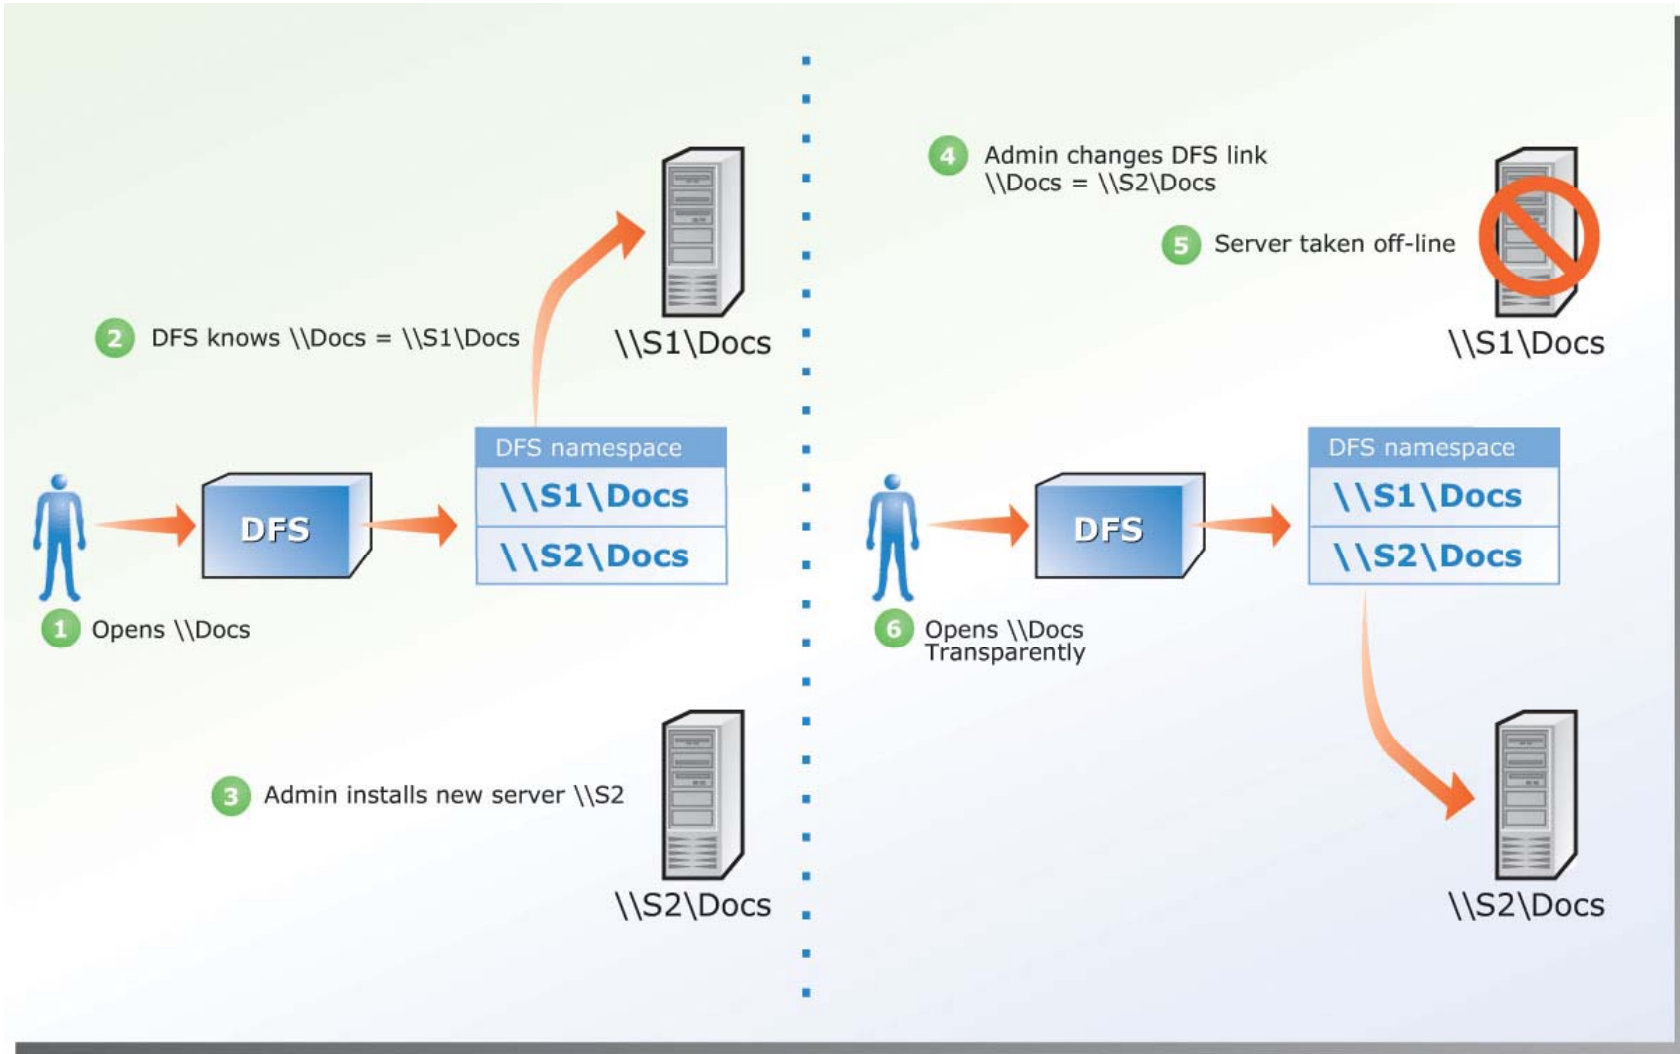 2 DFS knows \\Docs = \\S1\Docs
\\S1\Docs
DFS namespace
\\S1\Docs
\\S2\Docs
DFS
1 Opens \\Docs
3 Admin installs new server \\S2
\\S2\Docs
4 Admin changes DFS link
\\Docs = \\S2\Docs
5 Server taken off-line
\\S1\Docs
DFS namespace
\\S1\Docs
\\S2\Docs
DFS
6 Opens \\Docs
Transparently
\\S2\Docs